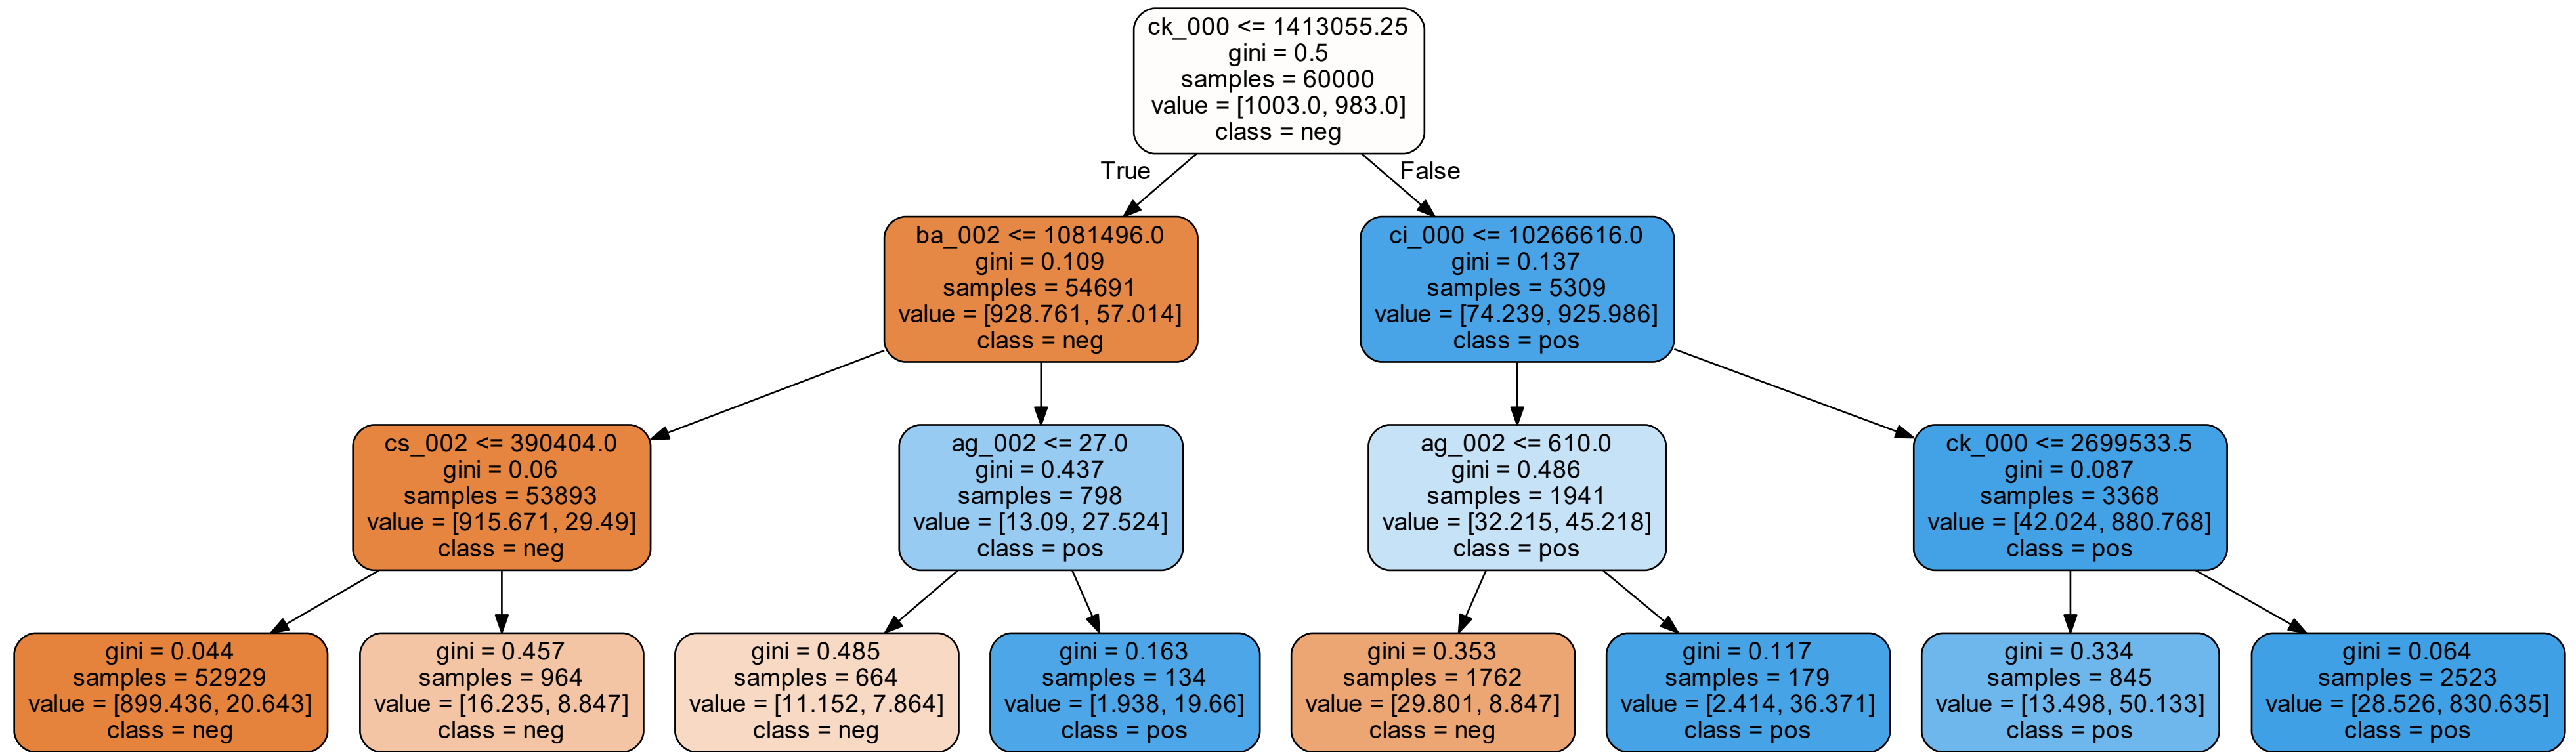 ck_000 <= 1413055.25
gini = 0.5
samples = 60000
value = [1003.0, 983.0]
class = neg
True
False
ba_002 <= 1081496.0
gini = 0.109
samples = 54691
value = [928.761, 57.014]
class = neg
ci_000 <= 10266616.0
gini = 0.137
samples = 5309
value = [74.239, 925.986]
class = pos
cs_002 <= 390404.0
gini = 0.06
samples = 53893
value = [915.671, 29.49]
class = neg
ag_002 <= 27.0
gini = 0.437
samples = 798
value = [13.09, 27.524]
class = pos
ag_002 <= 610.0
gini = 0.486
samples = 1941
value = [32.215, 45.218]
class = pos
ck_000 <= 2699533.5
gini = 0.087
samples = 3368
value = [42.024, 880.768]
class = pos
gini = 0.044
samples = 52929
value = [899.436, 20.643]
class = neg
gini = 0.457
samples = 964
value = [16.235, 8.847]
class = neg
gini = 0.485
samples = 664
value = [11.152, 7.864]
class = neg
gini = 0.163
samples = 134
value = [1.938, 19.66]
class = pos
gini = 0.353
samples = 1762
value = [29.801, 8.847]
class = neg
gini = 0.117
samples = 179
value = [2.414, 36.371]
class = pos
gini = 0.334
samples = 845
value = [13.498, 50.133]
class = pos
gini = 0.064
samples = 2523
value = [28.526, 830.635]
class = pos